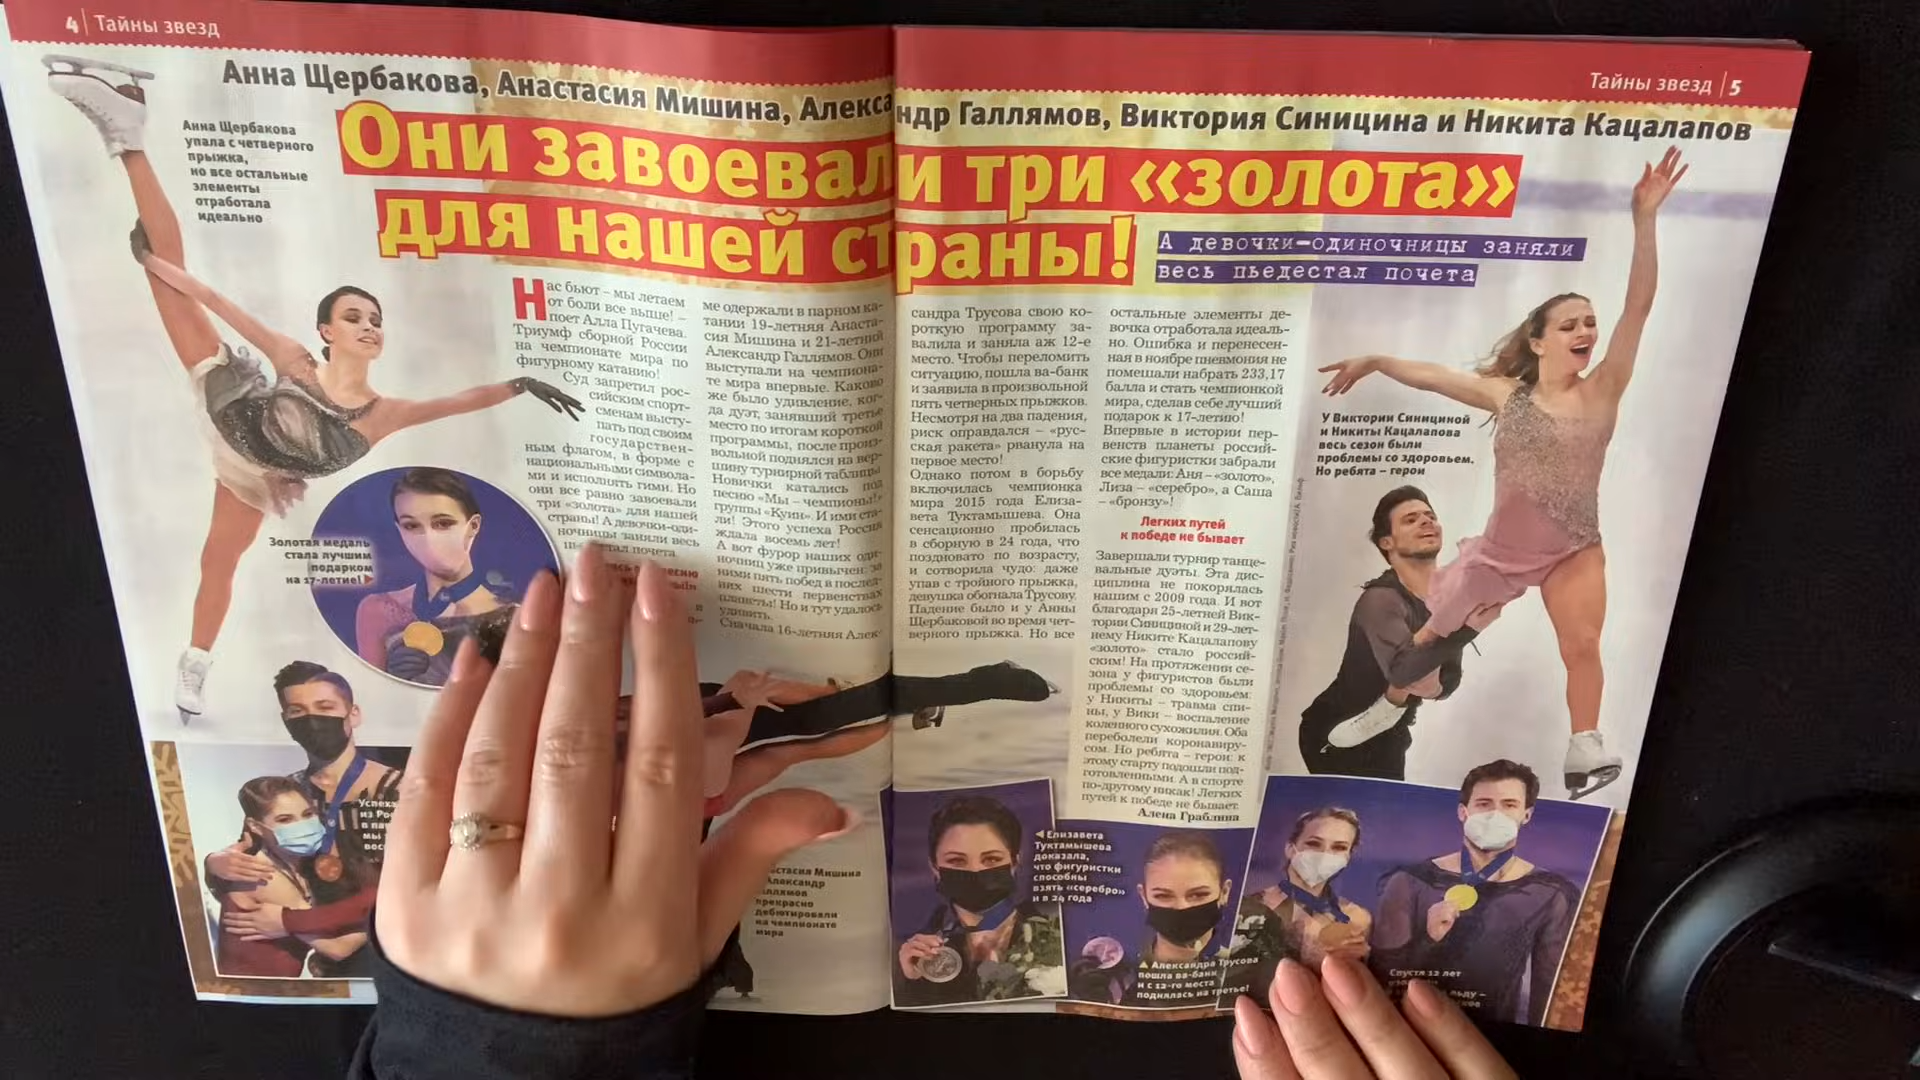 4 | Тайны звезд
Тайны звезд | 5
Анна Щербакова, Анастасия Мишина, Александр Галлямов, Виктория Синицина и Никита Кацалапов
Они завоевали три «золота»
для нашей страны!
А девочки-одиночницы заняли
весь пьедестал почета
Анна Щербакова
упала с четверного
прыжка,
но все остальные
элементы
отработала
идеально
Нас бьют – мы летаем
от боли все выше! –
поет Алла Пугачева.
Триумф сборной России
на чемпионате мира по
фигурному катанию!
Суд запретил рос-
сийским спорт-
сменам высту-
пать под своим
государствен-
ным флагом, в форме с
национальными символа-
ми и исполнять гимн. Но
они все равно завоевали
три «золота» для нашей
страны! А девочки-оди-
ночницы заняли весь
почета
ме одержали в парном ка-
тании 19-летняя Анаста-
сия Мишина и 21-летний
Александр Галлямов. Они
выступали на чемпиона-
те мира впервые. Каково
же было удивление, ког-
да дуэт, занявший третье
место по итогам короткой
программы, после произ-
вольной поднялся на вер-
шину турнирной таблицы
Новички катались под
песню «Мы – чемпионы!»
группы «Куин». И ими ста-
ли! Этого успеха Россия
ждала восемь лет!
А вот фурор наших оди-
ночниц уже привычен: за
ними пять побед в послед-
них шести первенствах
планеты! Но и тут удалось
удивить.
Сначала 16-летняя Алек-
сандра Трусова свою ко-
роткую программу за-
валила и заняла аж 12-е
место. Чтобы переломить
ситуацию, пошла ва-банк
и заявила в произвольной
пять четверных прыжков.
Несмотря на два падения,
риск оправдался – «рус-
ская ракета» рванула на
первое место!
Однако потом в борьбу
включилась чемпионка
мира 2015 года Елиза-
вета Туктамышева. Она
сенсационно пробилась
в сборную в 24 года, что
поздновато по возрасту,
и сотворила чудо: даже
упав с тройного прыжка,
девушка обогнала Трусову.
Падение было и у Анны
Щербаковой во время чет-
верного прыжка. Но все
остальные элементы де-
вочка отработала идеаль-
но. Ошибка и перенесен-
ная в ноябре пневмония не
помешали набрать 233,17
балла и стать чемпионкой
мира, сделав себе лучший
подарок к 17-летию!
Впервые в истории пер-
венств планеты россий-
ские фигуристки забрали
все медали: Аня – «золото»,
Лиза – «серебро», а Саша
– «бронзу»!
Легких путей
к победе не бывает
Завершали турнир танце-
вальные дуэты. Эта дис-
циплина не покорялась
нашим с 2009 года. И вот
благодаря 25-летней Вик-
тории Синициной и 29-лет-
нему Никите Кацалапову
«золото» стало россий-
ским! На протяжении се-
зона у фигуристов были
проблемы со здоровьем:
у Никиты – травма спи-
ны, у Вики – воспаление
коленного сухожилия. Оба
переболели коронавиру-
сом. Но ребята – герои: к
этому старту подошли под-
готовленными. А в спорте
по-другому никак! Легких
путей к победе не бывает.
Алена Граблина
У Виктории Синициной
и Никиты Кацалапова
весь сезон были
проблемы со здоровьем.
Но ребята – герои
Золотая медаль
стала лучшим
подарком
на 17-летие!
Успеха
из Рос
в па
мы
вос
Анастасия Мишина
Александр
Галлямов
прекрасно
дебютировали
на чемпионате
мира
Елизавета
Туктамышева
доказала,
что фигуристки
способны
взять «серебро»
и в 24 года
Александра Трусова
пошла ва-банк
и с 12-го места
поднялась на третье!
Спустя 12 лет
льду –